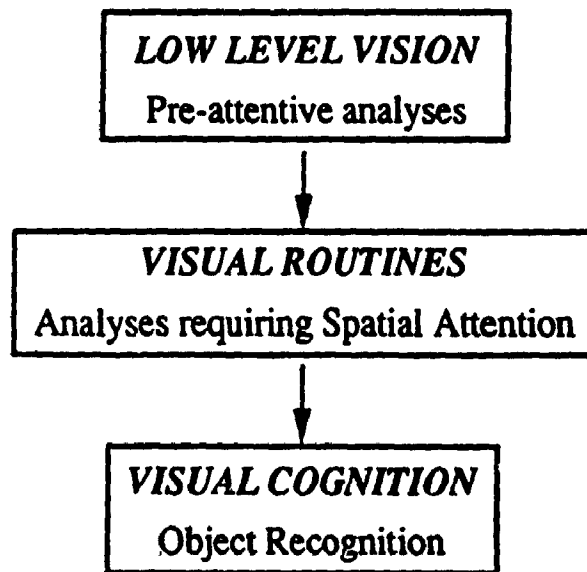 LOW LEVEL VISION
Pre-attentive analyses
VISUAL ROUTINES
Analyses requiring Spatial Attention
VISUAL COGNITION
Object Recognition